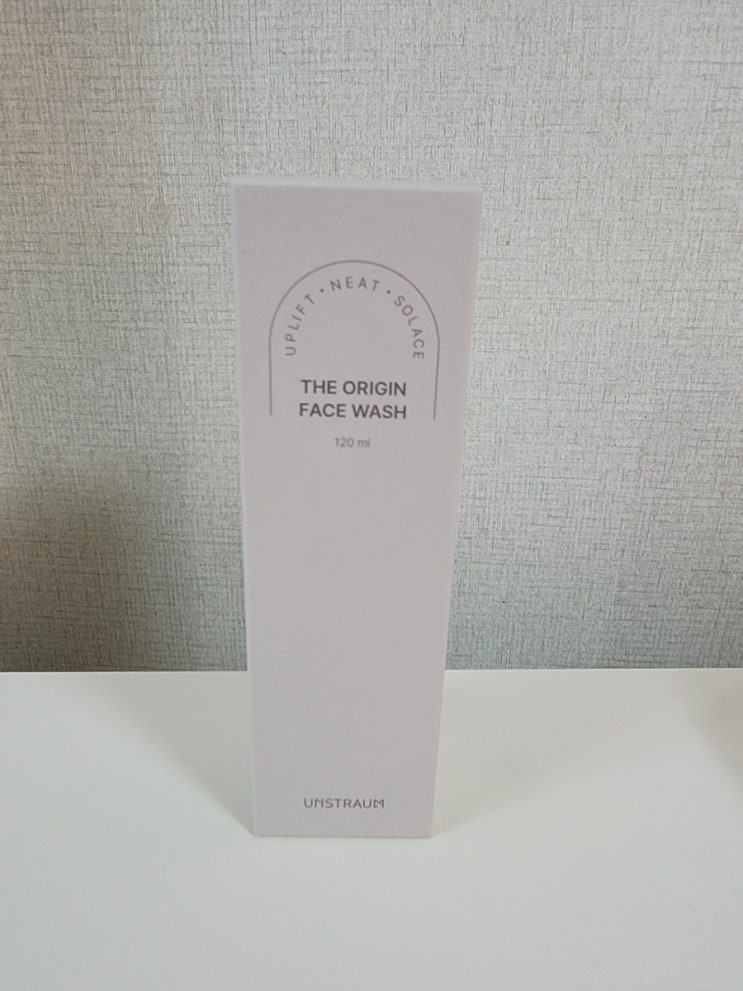 UPLIFT • NEAT • SOLACE
THE ORIGIN
FACE WASH
120 ml
UNSTRAUM